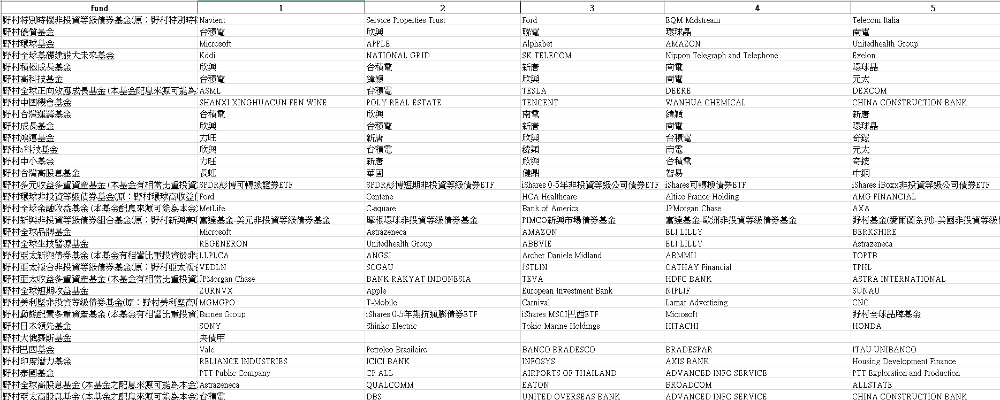 fund 1 2 3 4 5
野村特別時機非投資等級債券基金(原：野村特別時 Navient Service Properties Trust Ford EQM Midstream Telecom Italia
野村優質基金 台積電 欣興 聯電 環球晶 南電
野村環球基金 Microsoft APPLE Alphabet AMAZON Unitedhealth Group
野村全球基礎建設大未來基金 Kddi NATIONAL GRID SK TELECOM Nippon Telegraph and Telephone Exelon
野村積極成長基金 欣興 台積電 新唐 南電 環球晶
野村高科技基金 台積電 緯穎 欣興 南電 元太
野村全球正向效應成長基金 (本基金配息來源可能為 ASML 台積電 TESLA DEERE DEXCOM
野村中國機會基金 SHANXI XINGHUACUN FEN WINE POLY REAL ESTATE TENCENT WANHUA CHEMICAL CHINA CONSTRUCTION BANK
野村台灣運籌基金 台積電 欣興 南電 緯穎 新唐
野村成長基金 欣興 台積電 新唐 南電 環球晶
野村鴻運基金 力旺 新唐 欣興 台積電 奇鋐
野村e科技基金 欣興 台積電 緯穎 南電 元太
野村中小基金 力旺 新唐 欣興 台積電 奇鋐
野村台灣高股息基金 長虹 華固 健鼎 智易 中鋼
野村多元收益多重資產基金 (本基金有相當比重投資 SPDR彭博可轉換證券ETF SPDR彭博短期非投資等級債券ETF iShares 0-5年非投資等級公司債券ETF iShares可轉換債券ETF iShares iBoxx非投資等級公司債券ETF
野村環球非投資等級債券基金(原：野村環球高收益 Ford Centene HCA Healthcare Altice France Holding AMG FINANCIAL
野村全球金融收益基金 (本基金配息來源可能為本金) MetLife C-square Bank of America JPMorgan Chase AXA
野村新興非投資等級債券組合基金(原：野村新興高收 富達基金-美元非投資等級債券基金 摩根環球非投資等級債券基金 PIMCO新興市場債券基金 富達基金-歐洲非投資等級債券基金 野村基金(愛爾蘭系列)-美國非投資等級
野村全球品牌基金 Microsoft Astrazeneca AMAZON ELI LILLY BERKSHIRE
野村全球生技醫療基金 REGENERON Unitedhealth Group ABBVIE ELI LILLY Astrazeneca
野村亞太新興債券基金 (本基金有相當比重投資於非 LLPLCA ANGSJ Archer Daniels Midland ABMMIJ TOPTB
野村亞太複合非投資等級債券基金(原：野村亞太複 VEDLN SCGAU JSTLIN CATHAY Financial TPHL
野村亞太收益多重資產基金 (本基金有相當比重投資 JPMorgan Chase BANK RAKYAT INDONESIA TEVA HDFC BANK ASTRA INTERNATIONAL
野村全球短期收益基金 ZURNVX Apple European Investment Bank NIPLIF SUNAU
野村美利堅非投資等級債券基金(原：野村美利堅高收 MGMGPO T-Mobile Carnival Lamar Advertising CNC
野村動態配置多重資產基金 (本基金有相當比重投資 Barnes Group iShares 0-5年期抗通膨債券ETF iShares MSCI巴西ETF Microsoft 野村全球品牌基金
野村日本領先基金 SONY Shinko Electric Tokio Marine Holdings HITACHI HONDA
野村大俄羅斯基金 央債甲
野村巴西基金 Vale Petroleo Brasileiro BANCO BRADESCO BRADESPAR ITAU UNIBANCO
野村印度潛力基金 RELIANCE INDUSTRIES ICICI BANK INFOSYS AXIS BANK Housing Development Finance
野村泰國基金 PTT Public Company CP ALL AIRPORTS OF THAILAND ADVANCED INFO SERVICE PTT Exploration and Production
野村全球高股息基金 (本基金之配息來源可能為本金) Astrazeneca QUALCOMM EATON BROADCOM ALLSTATE
野村亞太高股息基金 (本基金之配息來源可能為本金) 台積電 DBS UNITED OVERSEAS BANK ADVANCED INFO SERVICE CHINA CONSTRUCTION BANK